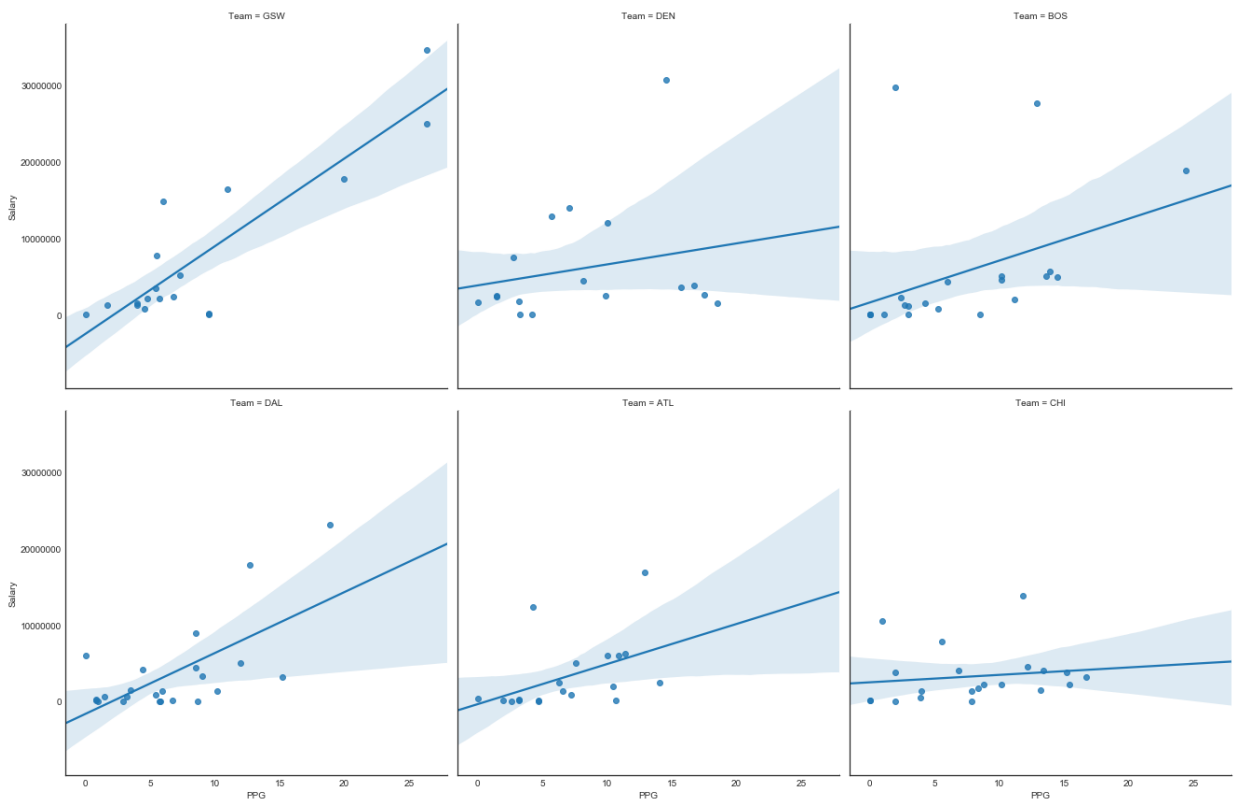 Team = GSW
Team = DEN
Team = BOS
30000000
20000000
10000000
0
Salary
Team = DAL
Team = ATL
Team = CHI
30000000
20000000
10000000
0
Salary
0 5 10 15 20 25
0 5 10 15 20 25
0 5 10 15 20 25
PPG
PPG
PPG